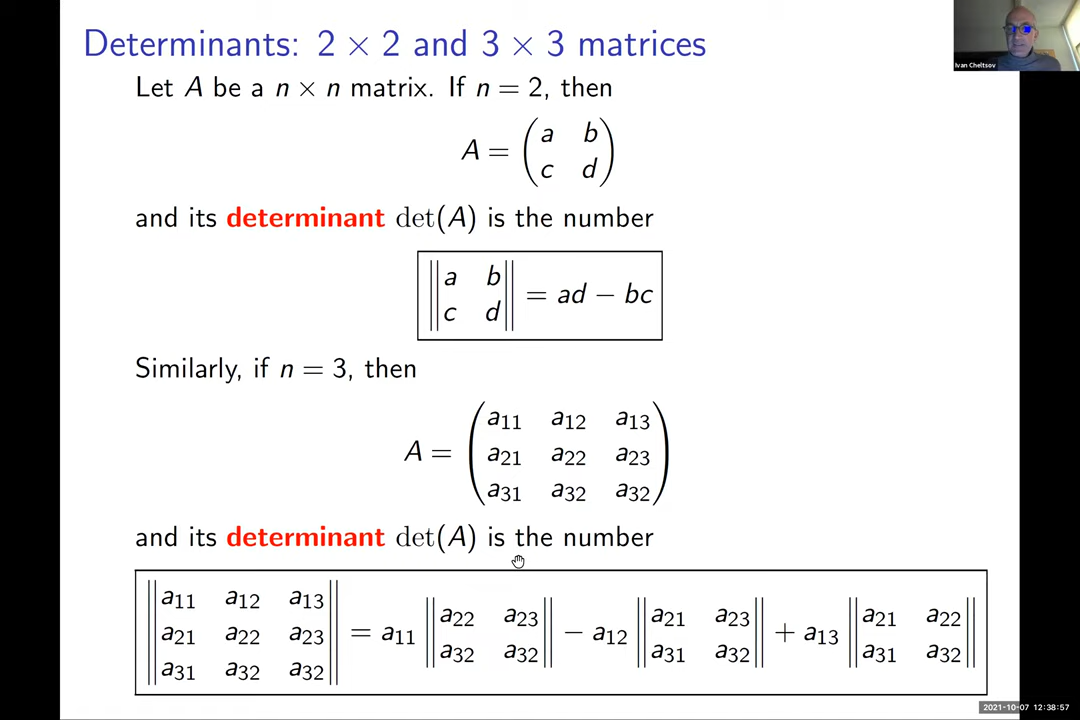 Determinants: 2 × 2 and 3 × 3 matrices
Ivan Cheltsov
Let A be a n × n matrix. If n = 2, then
A = ( a b
c d )
and its determinant det(A) is the number
‖ a b
c d ‖ = ad − bc
Similarly, if n = 3, then
A = ( a₁₁ a₁₂ a₁₃
a₂₁ a₂₂ a₂₃
a₃₁ a₃₂ a₃₂ )
and its determinant det(A) is the number
‖ a₁₁ a₁₂ a₁₃
a₂₁ a₂₂ a₂₃
a₃₁ a₃₂ a₃₂ ‖ = a₁₁ ‖ a₂₂ a₂₃
a₃₂ a₃₂ ‖ − a₁₂ ‖ a₂₁ a₂₃
a₃₁ a₃₂ ‖ + a₁₃ ‖ a₂₁ a₂₂
a₃₁ a₃₂ ‖
2021-10-07 12:38:57